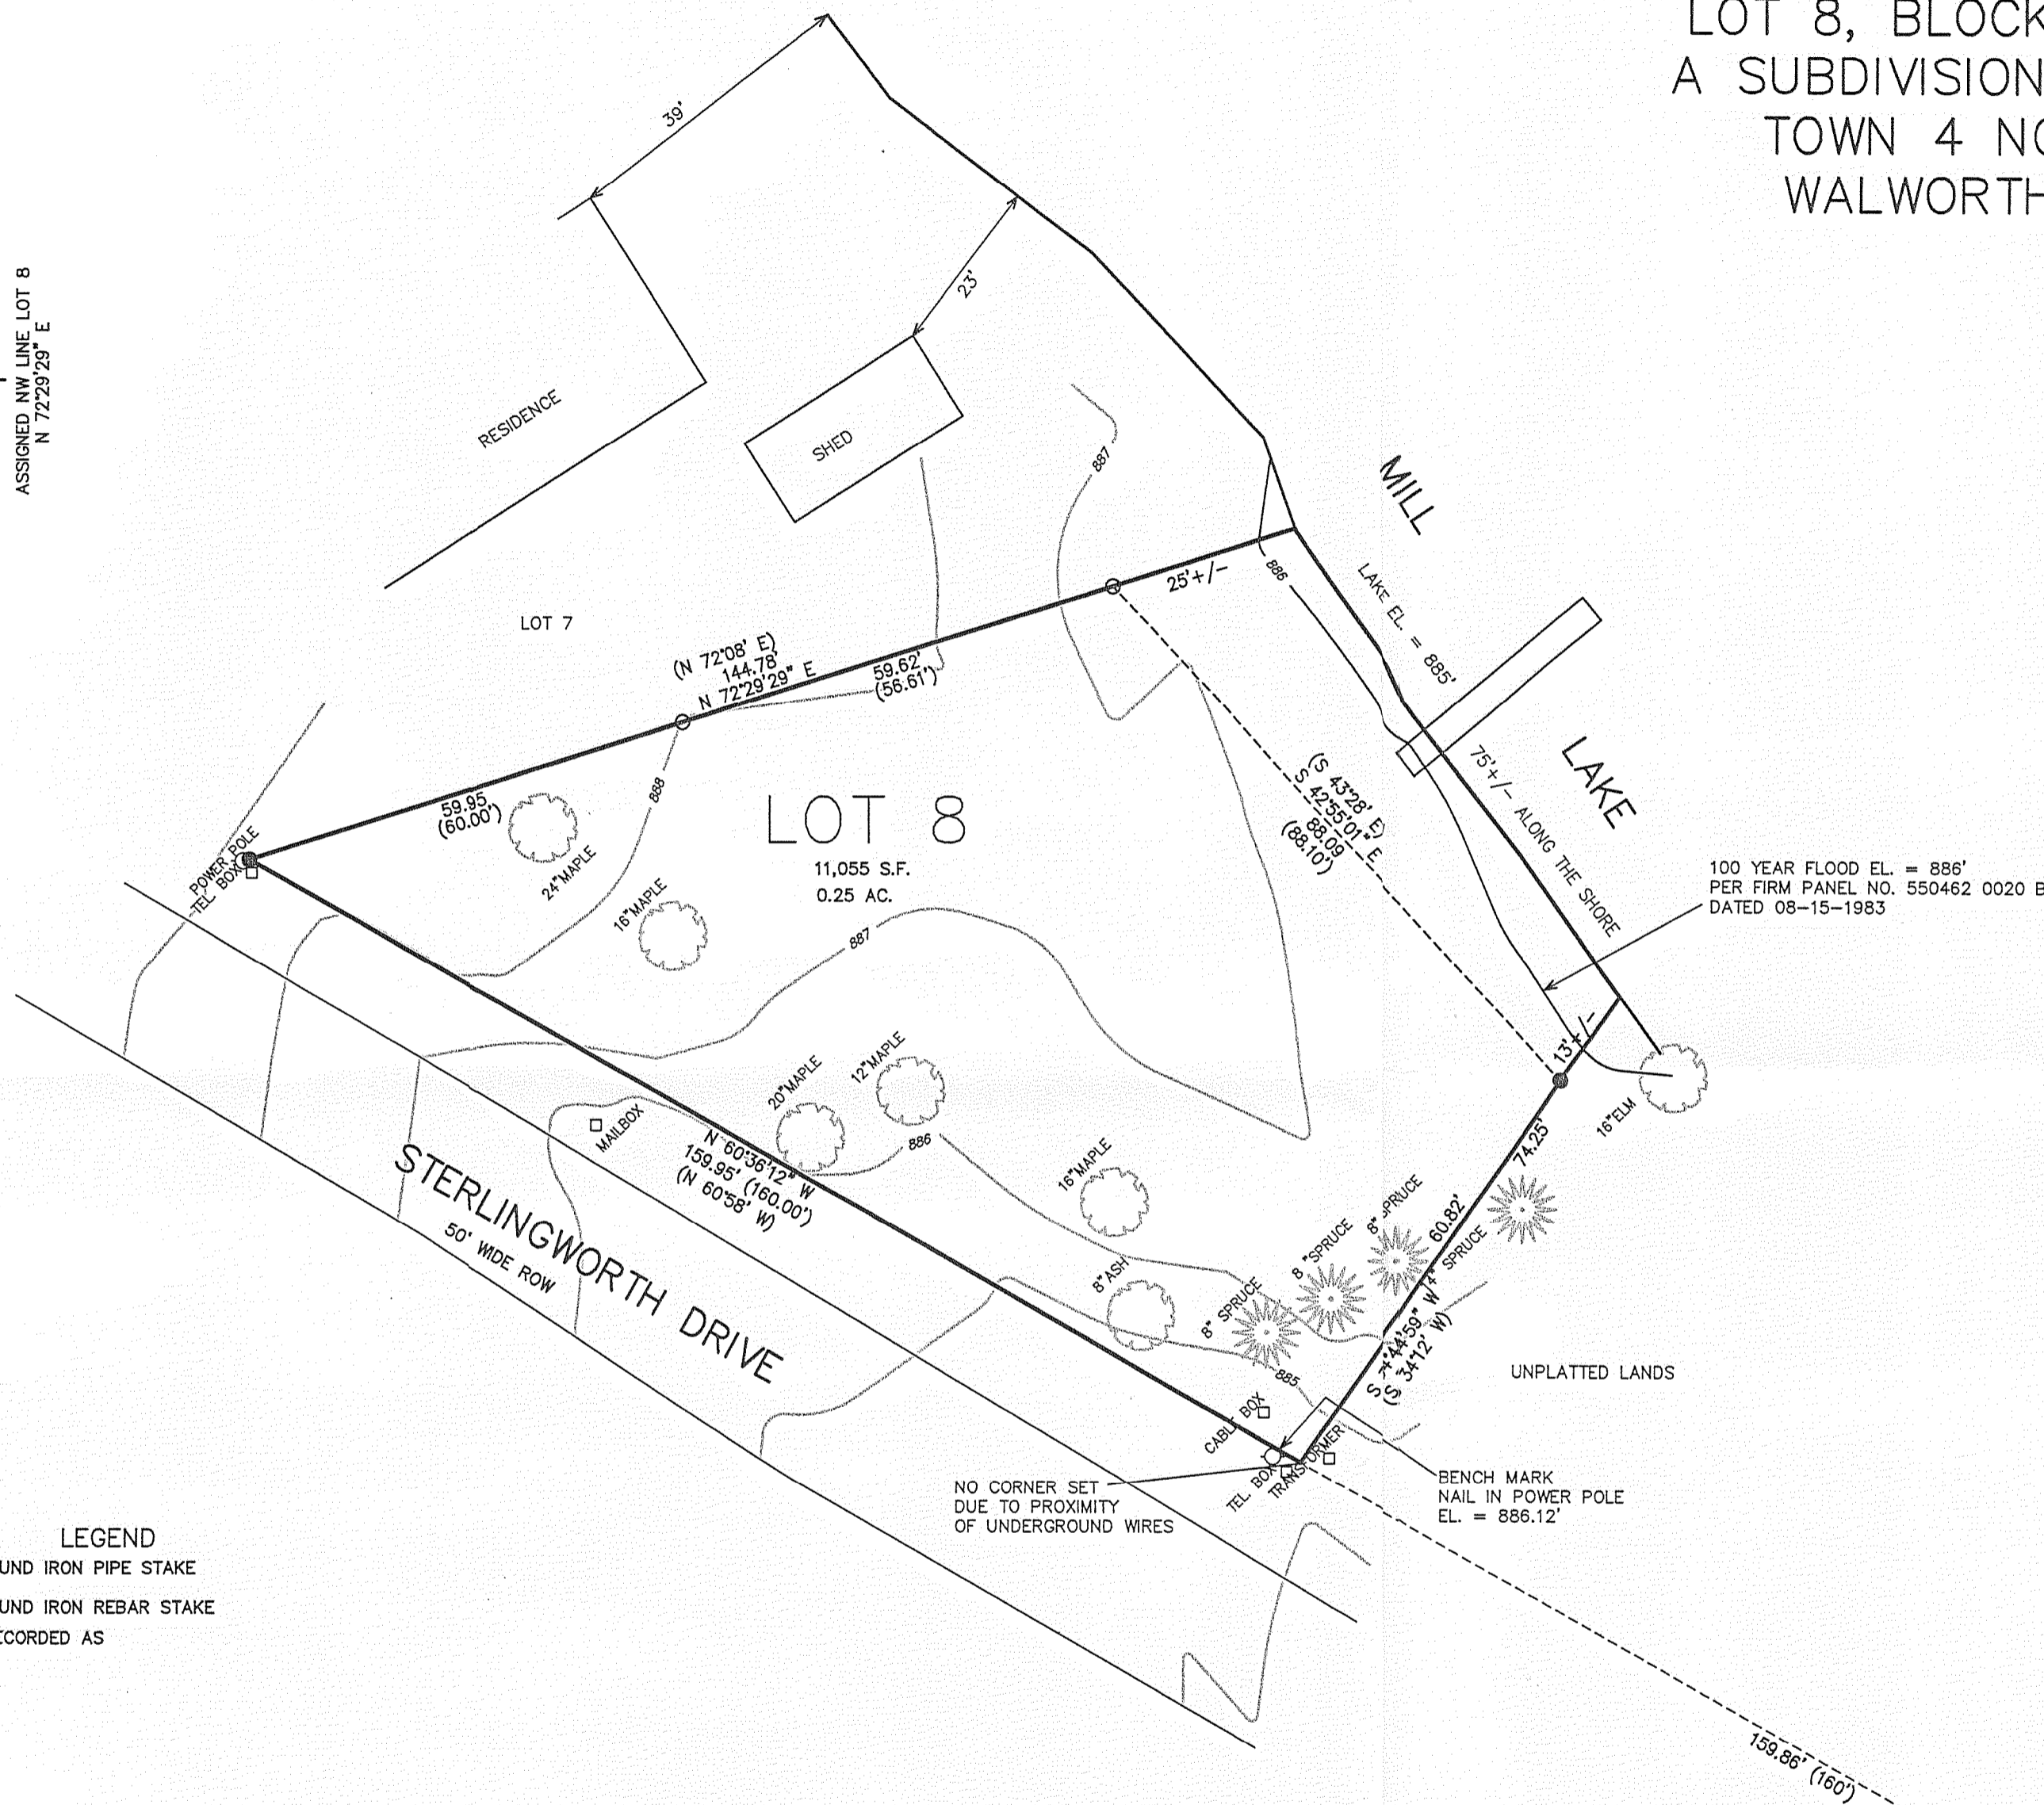 LOT 8, BLOCK
A SUBDIVISION
TOWN 4 NO
WALWORTH
ASSIGNED NW LINE LOT 8
N 72°29'29" E
39'
23'
RESIDENCE
SHED
887
MILL
LAKE
LAKE EL. = 885'
886
25'+/-
LOT 7
(N 72°08' E)
144.78'
N 72°29'29" E
59.62'
(56.61')
59.95
(60.00')
888
24"MAPLE
16"MAPLE
POWER POLE
TEL. BOX
LOT 8
11,055 S.F.
0.25 AC.
887
(S 43°28' E)
S 42°55'01" E
88.09
(88.10')
75'+/- ALONG THE SHORE
100 YEAR FLOOD EL. = 886'
PER FIRM PANEL NO. 550462 0020 B
DATED 08-15-1983
13'+/-
16"ELM
74.25'
60.82'
20"MAPLE
12"MAPLE
886
16"MAPLE
8"ASH
8" SPRUCE
8"SPRUCE
8" SPRUCE
SPRUCE
(S 34°12' W)
885
MAILBOX
N 60°36'12" W
159.95' (160.00')
(N 60°58' W)
STERLINGWORTH DRIVE
50' WIDE ROW
UNPLATTED LANDS
CABLE BOX
TEL. BOX
TRANSFORMER
NO CORNER SET
DUE TO PROXIMITY
OF UNDERGROUND WIRES
BENCH MARK
NAIL IN POWER POLE
EL. = 886.12'
159.86' (160')
LEGEND
UND IRON PIPE STAKE
UND IRON REBAR STAKE
ECORDED AS